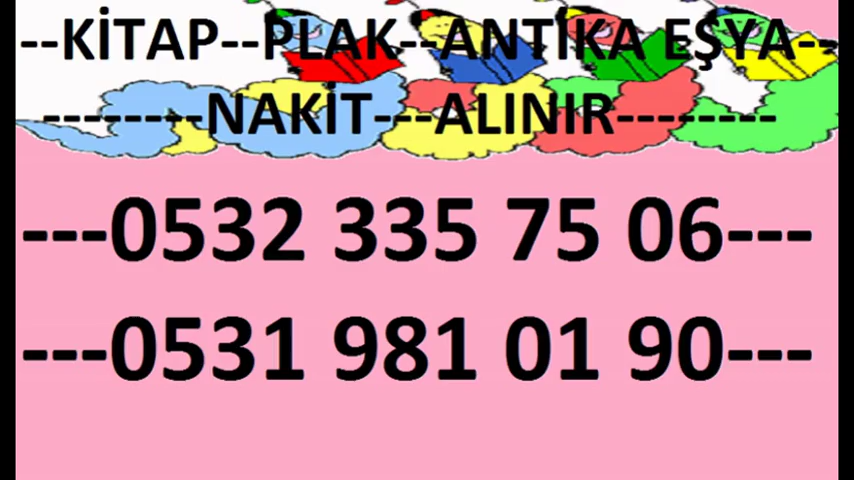 --KİTAP--PLAK--ANTİKA EŞYA--
--------NAKİT---ALINIR--------
---0532 335 75 06---
---0531 981 01 90---